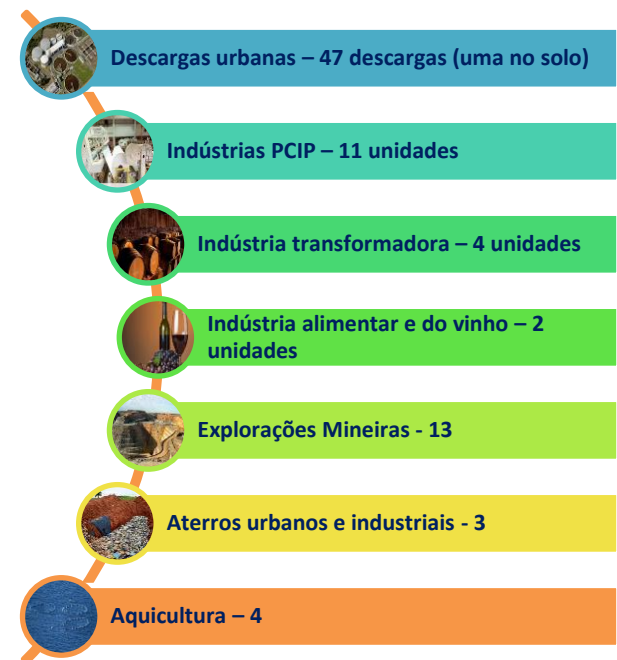 Descargas urbanas – 47 descargas (uma no solo)
Indústrias PCIP – 11 unidades
Indústria transformadora – 4 unidades
Indústria alimentar e do vinho – 2
unidades
Explorações Mineiras - 13
Aterros urbanos e industriais - 3
Aquicultura – 4